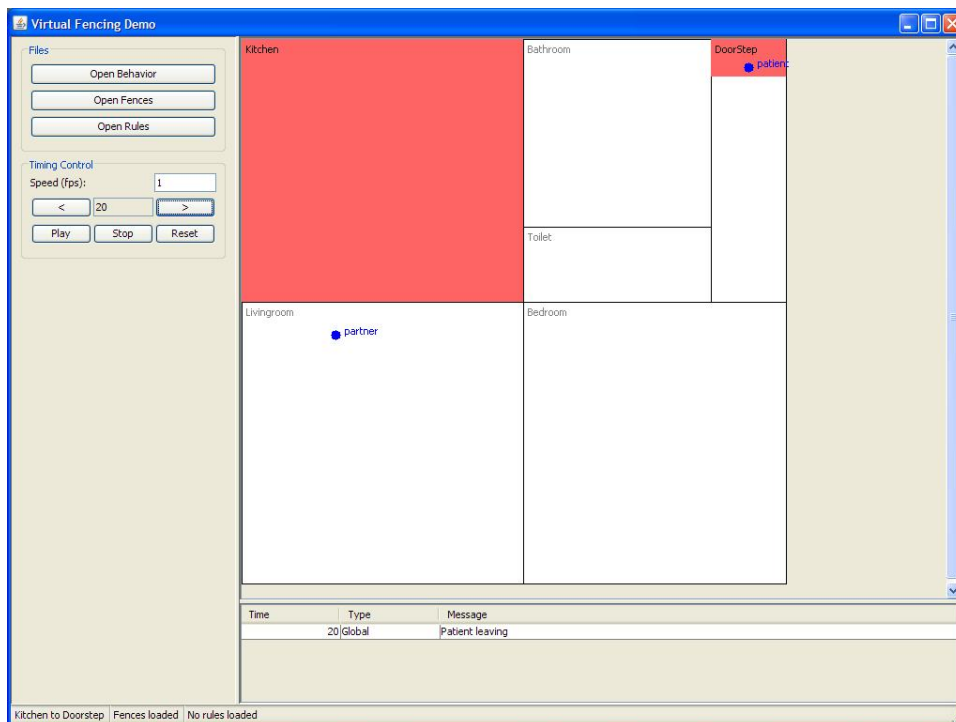 Virtual Fencing Demo
Files
Open Behavior
Open Fences
Open Rules
Timing Control
Speed (fps): 1
< 20 >
Play Stop Reset
Kitchen
Bathroom
DoorStep
patient
Toilet
Livingroom
partner
Bedroom
Time Type Message
20 Global Patient leaving
Kitchen to Doorstep Fences loaded No rules loaded